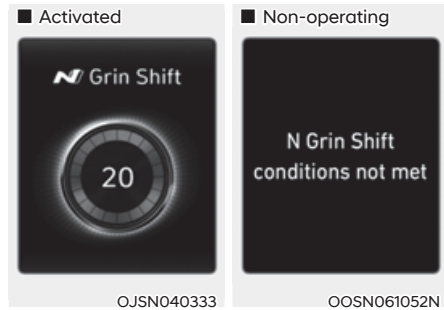 ■ Activated
N Grin Shift
20
OJSN040333
■ Non-operating
N Grin Shift
conditions not met
OOSN061052N